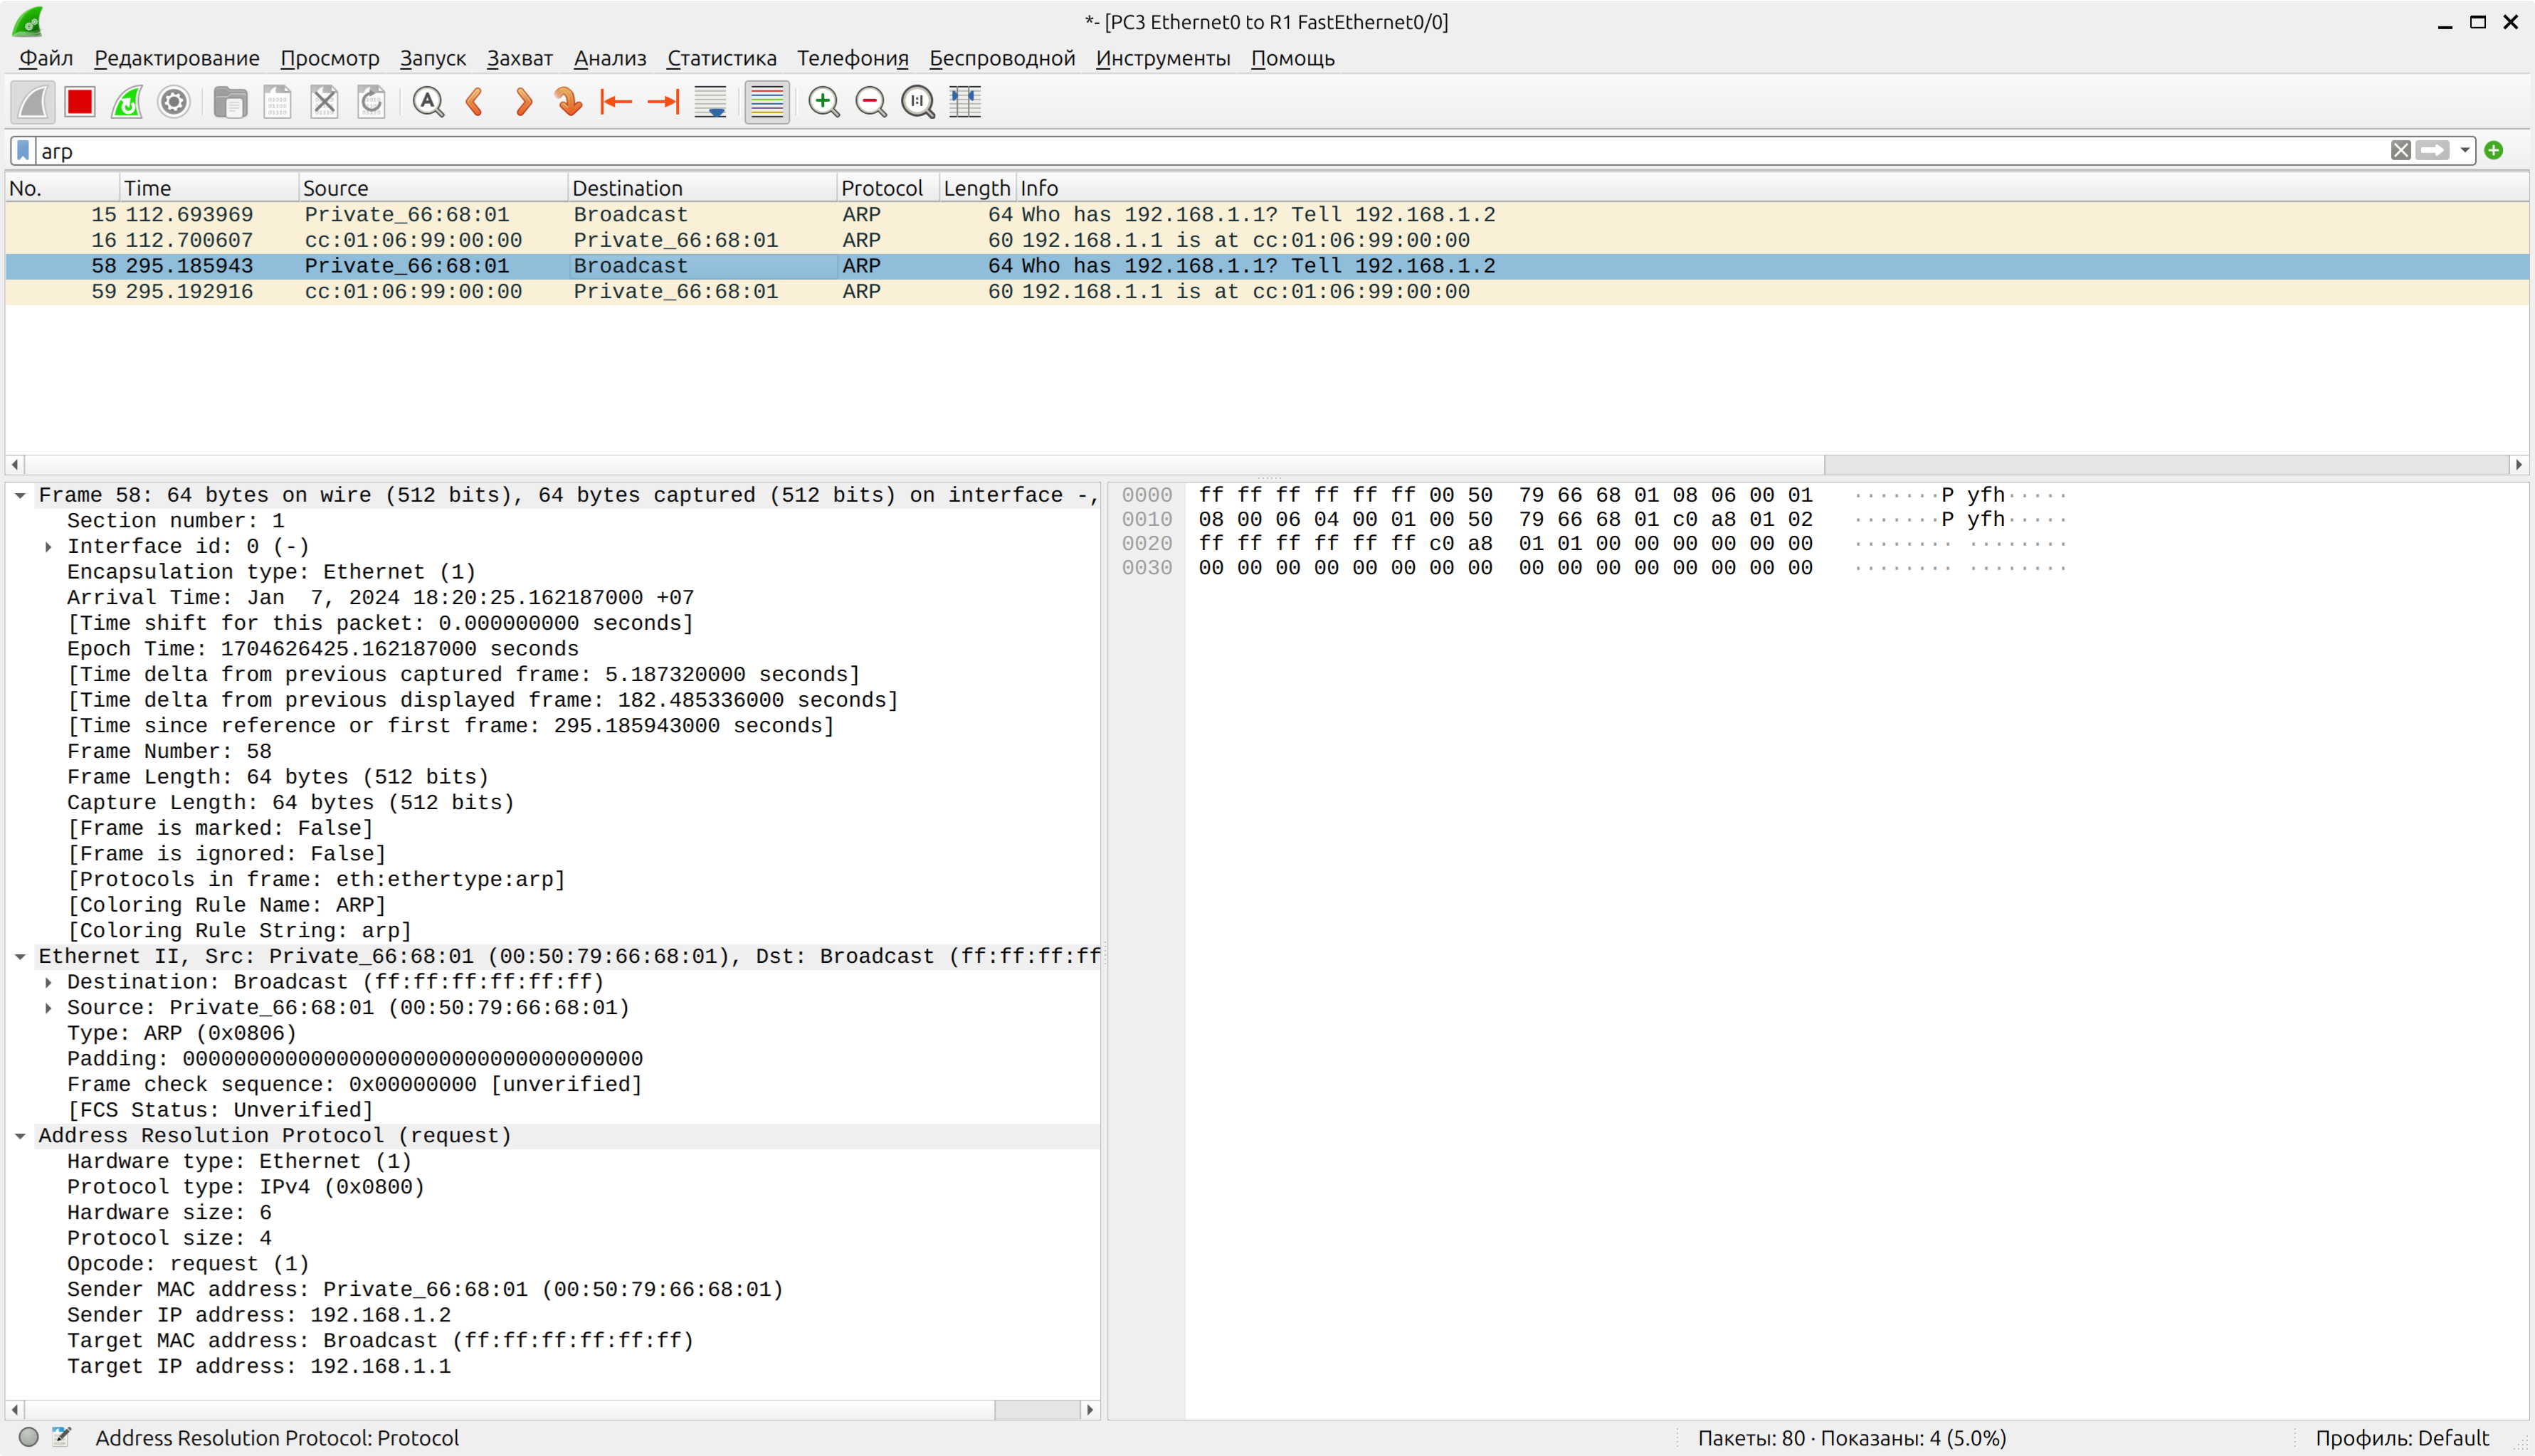 *- [PC3 Ethernet0 to R1 FastEthernet0/0]
Файл Редактирование Просмотр Запуск Захват Анализ Статистика Телефония Беспроводной Инструменты Помощь
arp
No. Time Source Destination Protocol Length Info
15 112.693969 Private_66:68:01 Broadcast ARP 64 Who has 192.168.1.1? Tell 192.168.1.2
16 112.700607 cc:01:06:99:00:00 Private_66:68:01 ARP 60 192.168.1.1 is at cc:01:06:99:00:00
58 295.185943 Private_66:68:01 Broadcast ARP 64 Who has 192.168.1.1? Tell 192.168.1.2
59 295.192916 cc:01:06:99:00:00 Private_66:68:01 ARP 60 192.168.1.1 is at cc:01:06:99:00:00
Frame 58: 64 bytes on wire (512 bits), 64 bytes captured (512 bits) on interface -,
Section number: 1
Interface id: 0 (-)
Encapsulation type: Ethernet (1)
Arrival Time: Jan  7, 2024 18:20:25.162187000 +07
[Time shift for this packet: 0.000000000 seconds]
Epoch Time: 1704626425.162187000 seconds
[Time delta from previous captured frame: 5.187320000 seconds]
[Time delta from previous displayed frame: 182.485336000 seconds]
[Time since reference or first frame: 295.185943000 seconds]
Frame Number: 58
Frame Length: 64 bytes (512 bits)
Capture Length: 64 bytes (512 bits)
[Frame is marked: False]
[Frame is ignored: False]
[Protocols in frame: eth:ethertype:arp]
[Coloring Rule Name: ARP]
[Coloring Rule String: arp]
Ethernet II, Src: Private_66:68:01 (00:50:79:66:68:01), Dst: Broadcast (ff:ff:ff:ff
Destination: Broadcast (ff:ff:ff:ff:ff:ff)
Source: Private_66:68:01 (00:50:79:66:68:01)
Type: ARP (0x0806)
Padding: 000000000000000000000000000000000000
Frame check sequence: 0x00000000 [unverified]
[FCS Status: Unverified]
Address Resolution Protocol (request)
Hardware type: Ethernet (1)
Protocol type: IPv4 (0x0800)
Hardware size: 6
Protocol size: 4
Opcode: request (1)
Sender MAC address: Private_66:68:01 (00:50:79:66:68:01)
Sender IP address: 192.168.1.2
Target MAC address: Broadcast (ff:ff:ff:ff:ff:ff)
Target IP address: 192.168.1.1
0000 ff ff ff ff ff ff 00 50 79 66 68 01 08 06 00 01 ·······P yfh·····
0010 08 00 06 04 00 01 00 50 79 66 68 01 c0 a8 01 02 ·······P yfh·····
0020 ff ff ff ff ff ff c0 a8 01 01 00 00 00 00 00 00 ········ ········
0030 00 00 00 00 00 00 00 00 00 00 00 00 00 00 00 00 ········ ········
Address Resolution Protocol: Protocol
Пакеты: 80 · Показаны: 4 (5.0%)
Профиль: Default